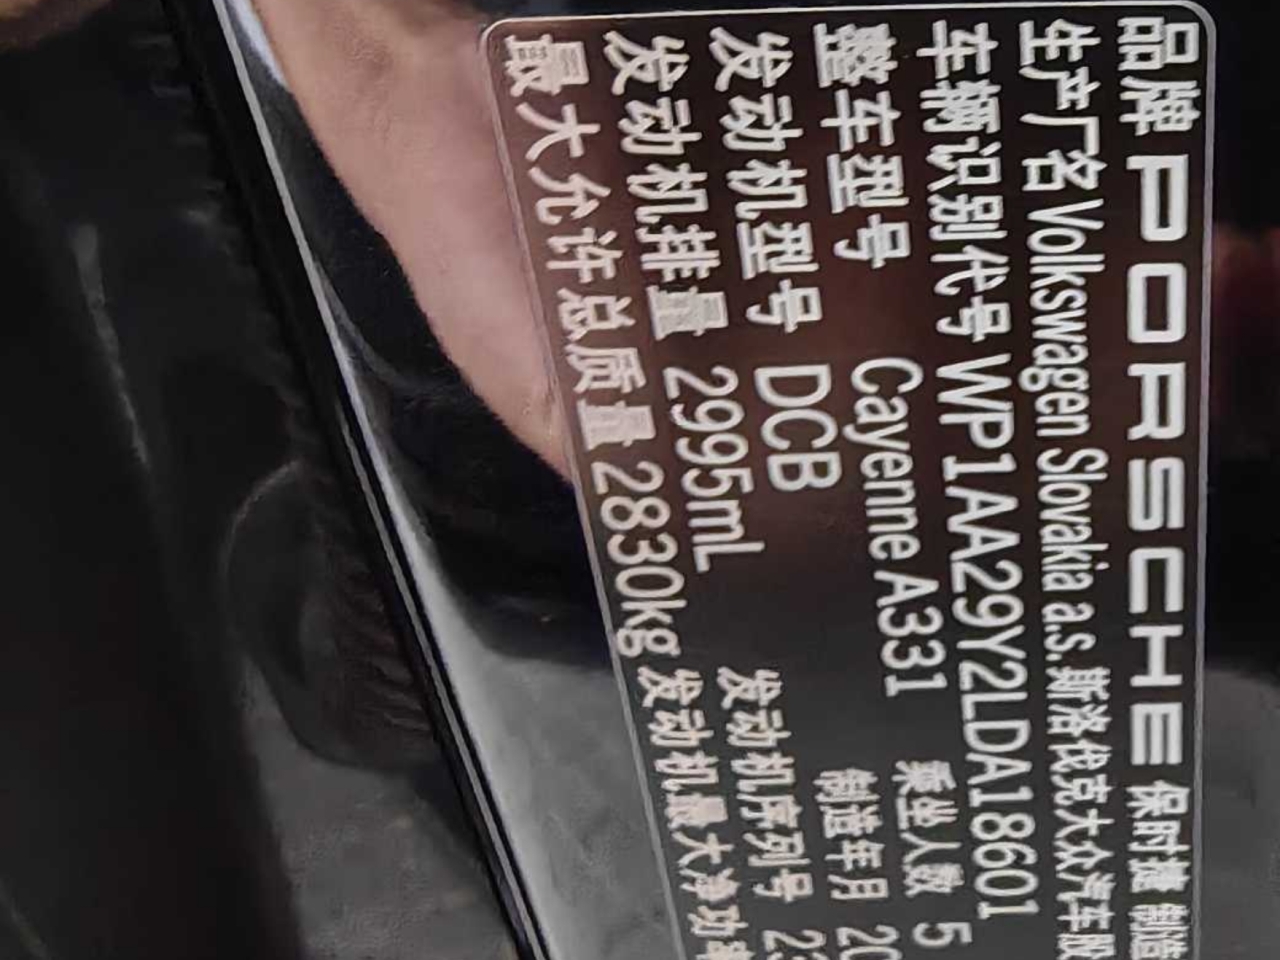 品牌 PORSCHE 保时捷 制造
生产厂名 Volkswagen Slovakia a.s. 斯洛伐克大众汽车股
车辆识别代号 WP1AA29Y2LDA18601
整车型号 Cayenne A331 乘坐人数 5
发动机型号 DCB 制造年月 20
发动机排量 2995mL 发动机序列号 23
最大允许总质量 2830kg 发动机最大净功率